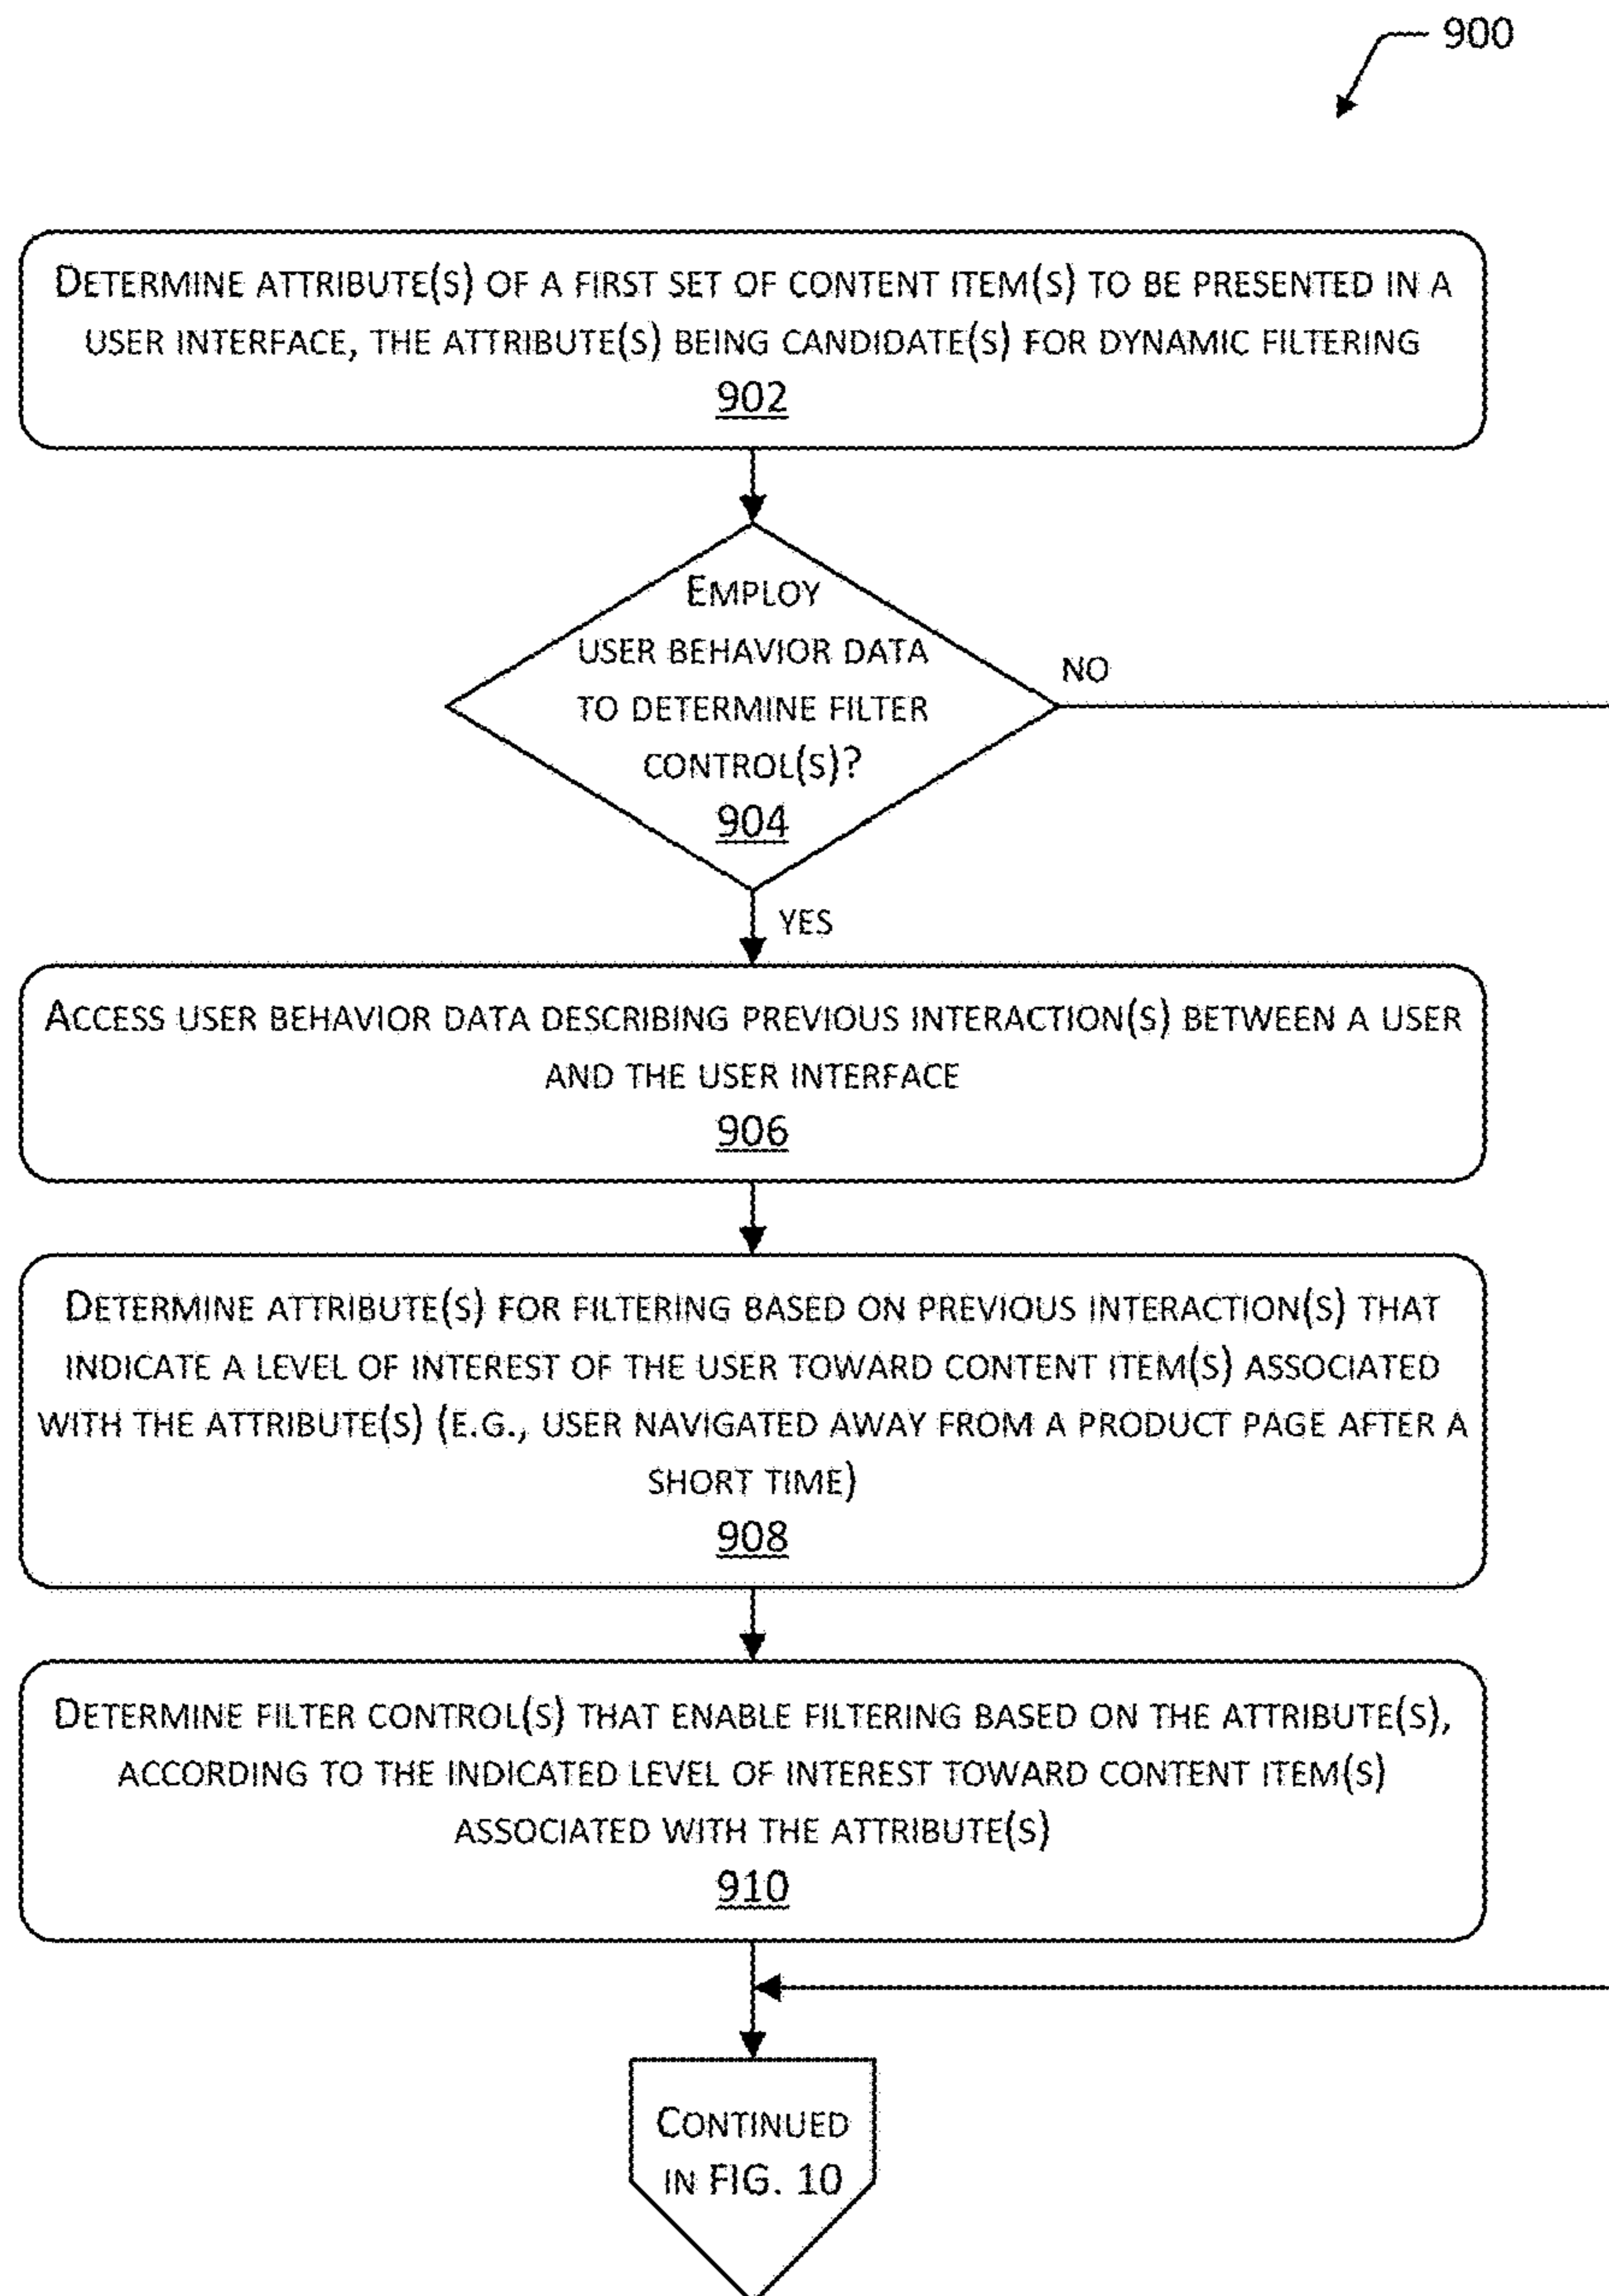 900
DETERMINE ATTRIBUTE(S) OF A FIRST SET OF CONTENT ITEM(S) TO BE PRESENTED IN A
USER INTERFACE, THE ATTRIBUTE(S) BEING CANDIDATE(S) FOR DYNAMIC FILTERING
902
EMPLOY
USER BEHAVIOR DATA
TO DETERMINE FILTER
CONTROL(S)?
904
NO
YES
ACCESS USER BEHAVIOR DATA DESCRIBING PREVIOUS INTERACTION(S) BETWEEN A USER
AND THE USER INTERFACE
906
DETERMINE ATTRIBUTE(S) FOR FILTERING BASED ON PREVIOUS INTERACTION(S) THAT
INDICATE A LEVEL OF INTEREST OF THE USER TOWARD CONTENT ITEM(S) ASSOCIATED
WITH THE ATTRIBUTE(S) (E.G., USER NAVIGATED AWAY FROM A PRODUCT PAGE AFTER A
SHORT TIME)
908
DETERMINE FILTER CONTROL(S) THAT ENABLE FILTERING BASED ON THE ATTRIBUTE(S),
ACCORDING TO THE INDICATED LEVEL OF INTEREST TOWARD CONTENT ITEM(S)
ASSOCIATED WITH THE ATTRIBUTE(S)
910
CONTINUED
IN FIG. 10